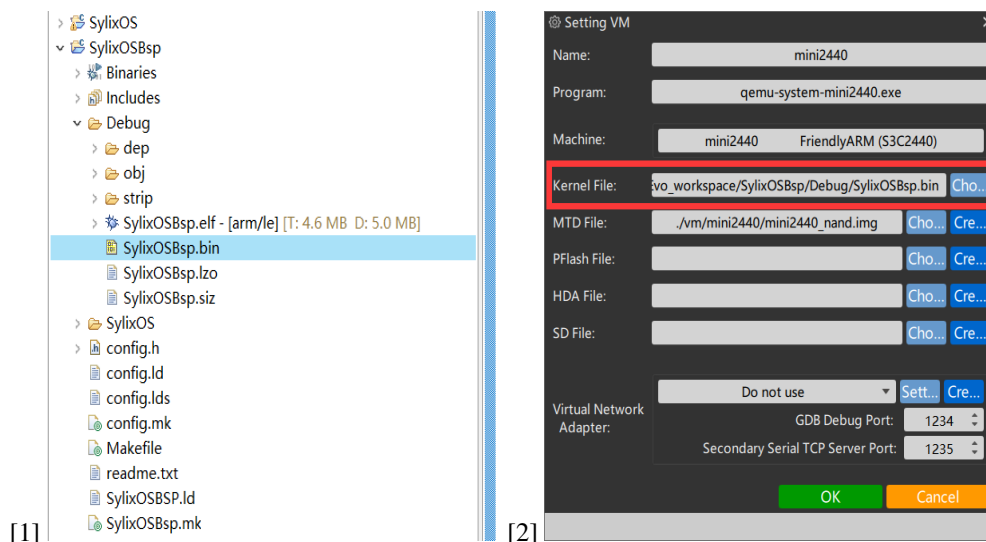 SylixOS
SylixOSBsp
Binaries
Includes
Debug
dep
obj
strip
SylixOSBsp.elf - [arm/le] [T: 4.6 MB D: 5.0 MB]
SylixOSBsp.bin
SylixOSBsp.lzo
SylixOSBsp.siz
SylixOS
config.h
config.ld
config.lds
config.mk
Makefile
readme.txt
SylixOSBSP.ld
SylixOSBsp.mk
[1]
Setting VM
Name: mini2440
Program: qemu-system-mini2440.exe
Machine: mini2440 FriendlyARM (S3C2440)
Kernel File: Evo_workspace/SylixOSBsp/Debug/SylixOSBsp.bin Cho...
MTD File: ./vm/mini2440/mini2440_nand.img Cho... Cre...
PFlash File: Cho... Cre...
HDA File: Cho... Cre...
SD File: Cho... Cre...
Do not use Sett... Cre...
Virtual Network
Adapter:
GDB Debug Port: 1234
Secondary Serial TCP Server Port: 1235
OK Cancel
[2]